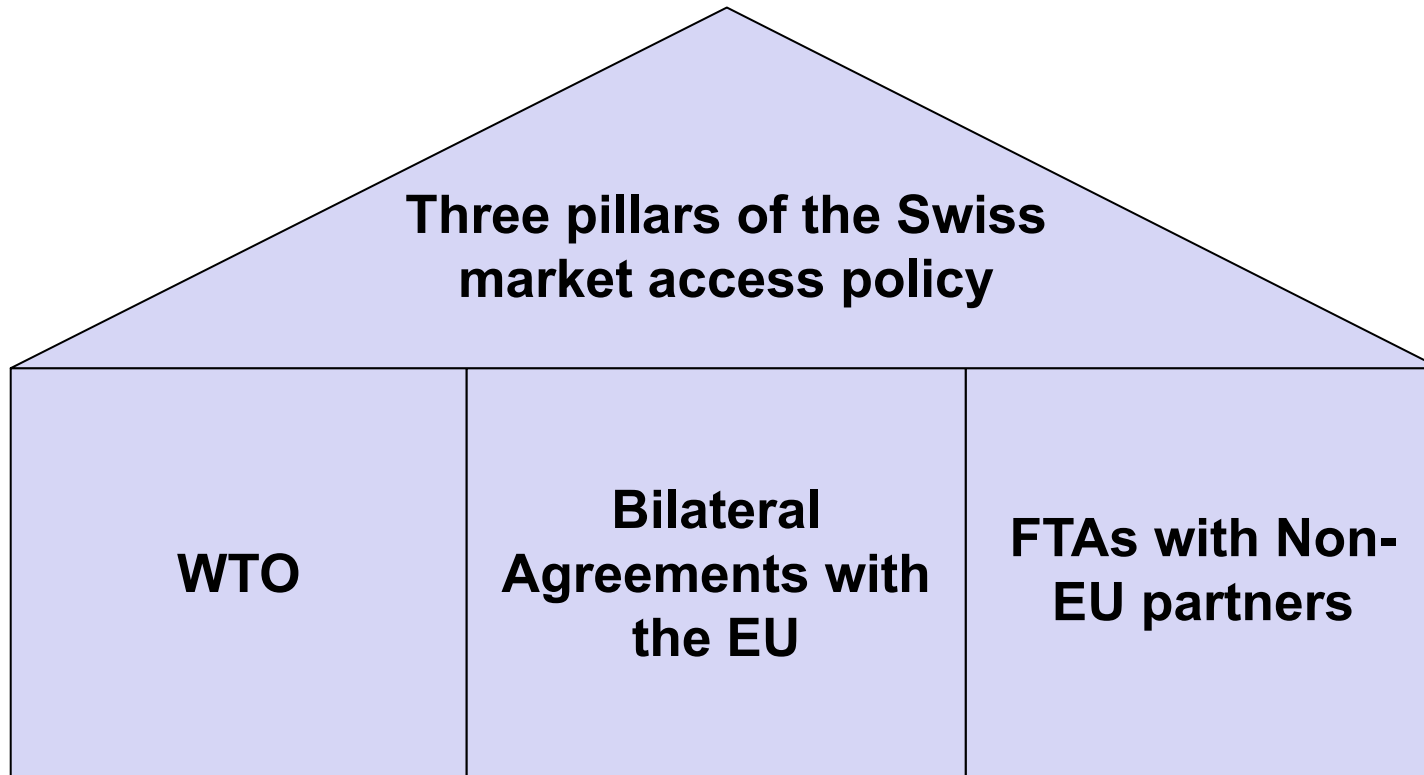 Three pillars of the Swiss
market access policy
WTO
Bilateral
Agreements with
the EU
FTAs with Non-
EU partners